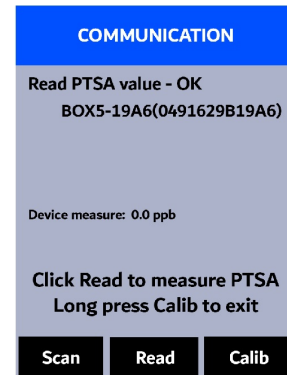 COMMUNICATION
Read PTSA value - OK
BOX5-19A6(0491629B19A6)
Device measure: 0.0 ppb
Click Read to measure PTSA
Long press Calib to exit
Scan Read Calib